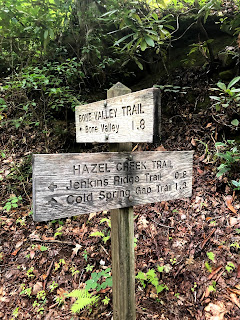 BONE VALLEY TRAIL
Bone Valley 1.8
HAZEL CREEK TRAIL
Jenkins Ridge Trail 0.8
Cold Spring Gap Trail 1.3